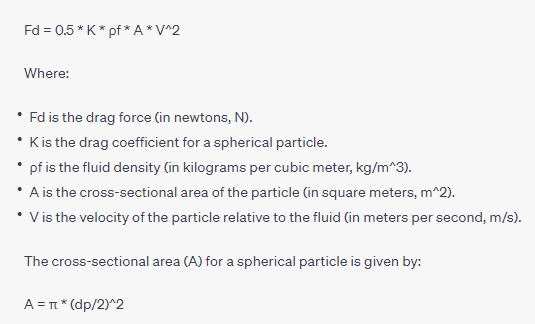 Fd = 0.5 * K * ρf * A * V^2
Where:
• Fd is the drag force (in newtons, N).
• K is the drag coefficient for a spherical particle.
• ρf is the fluid density (in kilograms per cubic meter, kg/m^3).
• A is the cross-sectional area of the particle (in square meters, m^2).
• V is the velocity of the particle relative to the fluid (in meters per second, m/s).
The cross-sectional area (A) for a spherical particle is given by:
A = π * (dp/2)^2